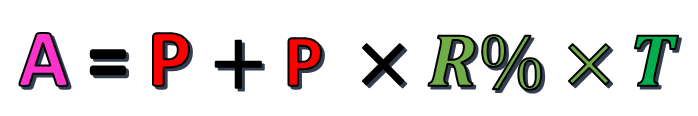 A = P + P × R% × T